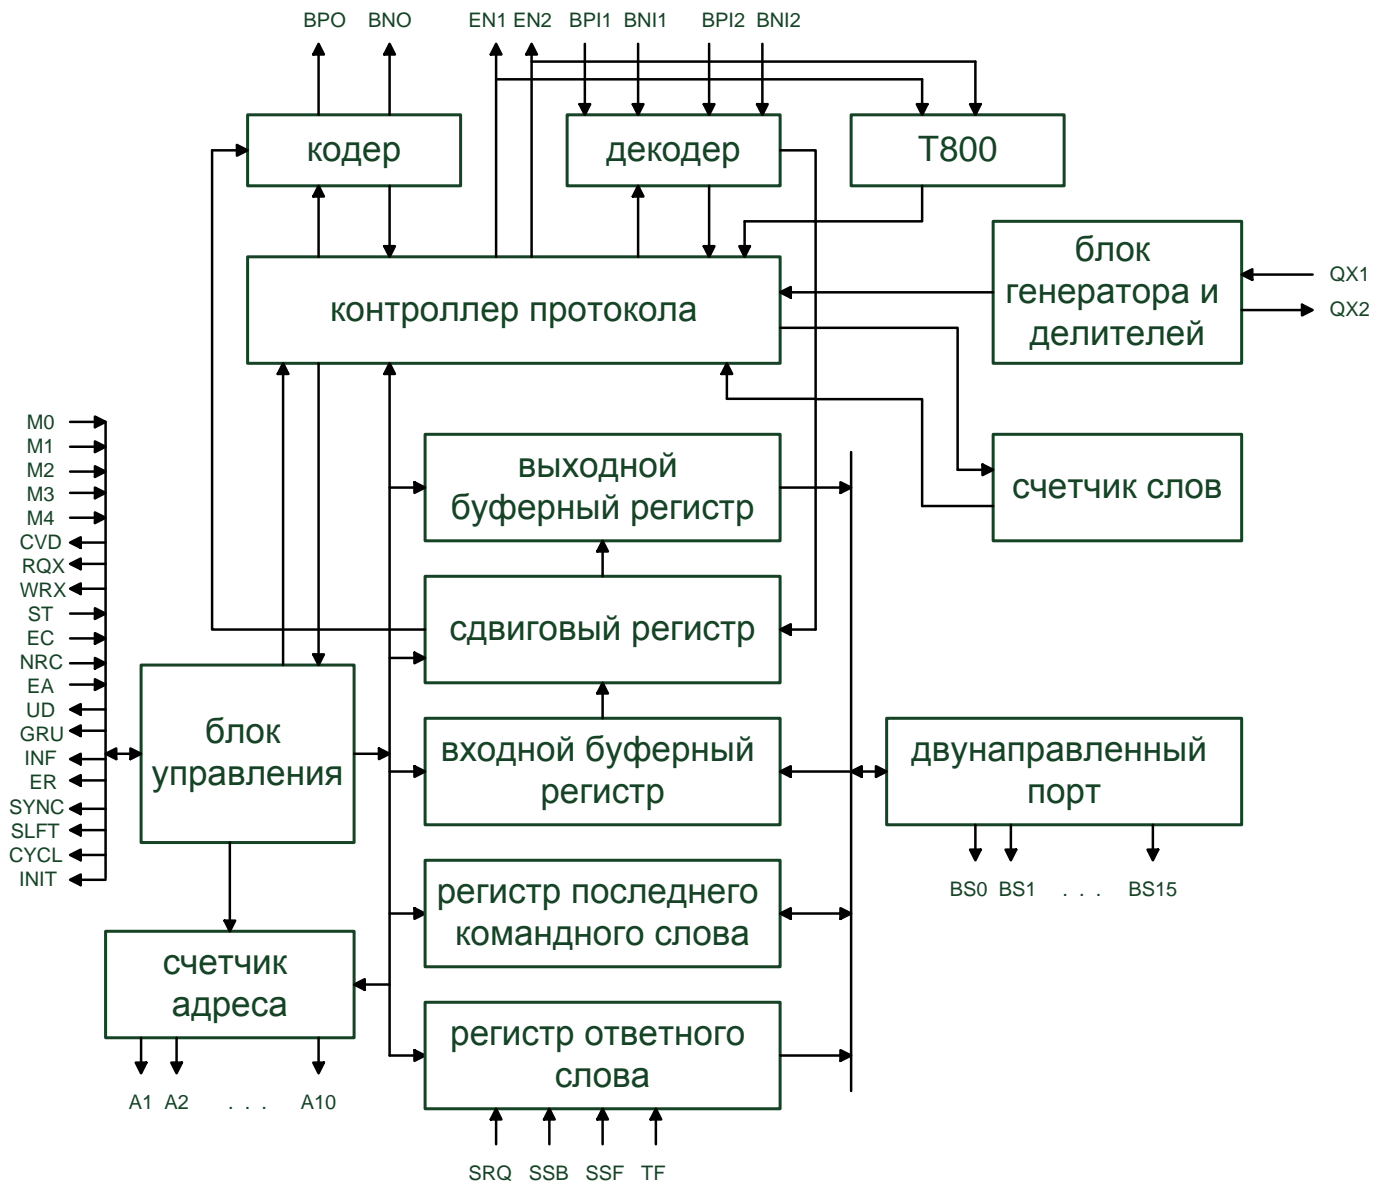 BPO BNO EN1 EN2 BPI1 BNI1 BPI2 BNI2
кодер
декодер
T800
контроллер протокола
блок
генератора и
делителей
QX1
QX2
M0
M1
M2
M3
M4
CVD
RQX
WRX
ST
EC
NRC
EA
UD
GRU
INF
ER
SYNC
SLFT
CYCL
INIT
выходной
буферный регистр
счетчик слов
сдвиговый регистр
блок
управления
входной буферный
регистр
двунаправленный
порт
BS0 BS1 . . . BS15
регистр последнего
командного слова
счетчик
адреса
регистр ответного
слова
A1 A2 . . . A10
SRQ SSB SSF TF